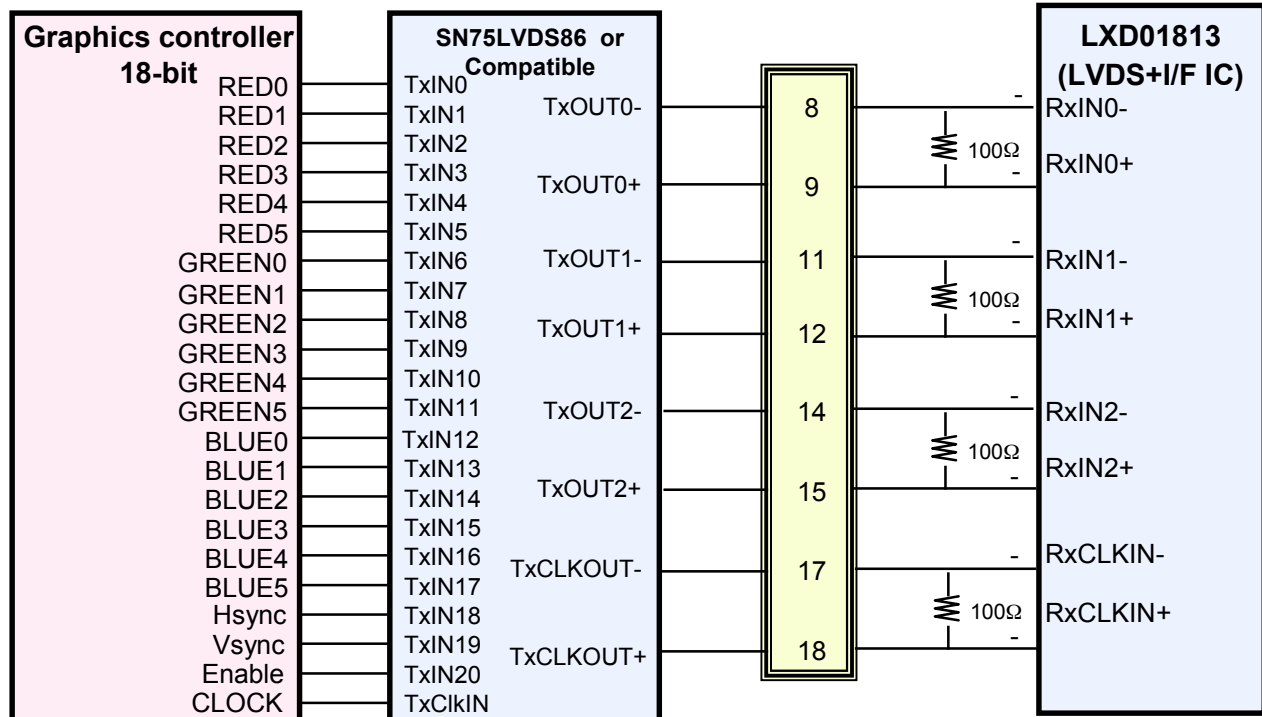 Graphics controller
18-bit
RED0
RED1
RED2
RED3
RED4
RED5
GREEN0
GREEN1
GREEN2
GREEN3
GREEN4
GREEN5
BLUE0
BLUE1
BLUE2
BLUE3
BLUE4
BLUE5
Hsync
Vsync
Enable
CLOCK
SN75LVDS86 or
Compatible
TxIN0
TxIN1
TxIN2
TxIN3
TxIN4
TxIN5
TxIN6
TxIN7
TxIN8
TxIN9
TxIN10
TxIN11
TxIN12
TxIN13
TxIN14
TxIN15
TxIN16
TxIN17
TxIN18
TxIN19
TxIN20
TxClkIN
TxOUT0-
TxOUT0+
TxOUT1-
TxOUT1+
TxOUT2-
TxOUT2+
TxCLKOUT-
TxCLKOUT+
8
9
11
12
14
15
17
18
-
100Ω
-
-
100Ω
-
-
100Ω
-
-
100Ω
-
LXD01813
(LVDS+I/F IC)
RxIN0-
RxIN0+
RxIN1-
RxIN1+
RxIN2-
RxIN2+
RxCLKIN-
RxCLKIN+